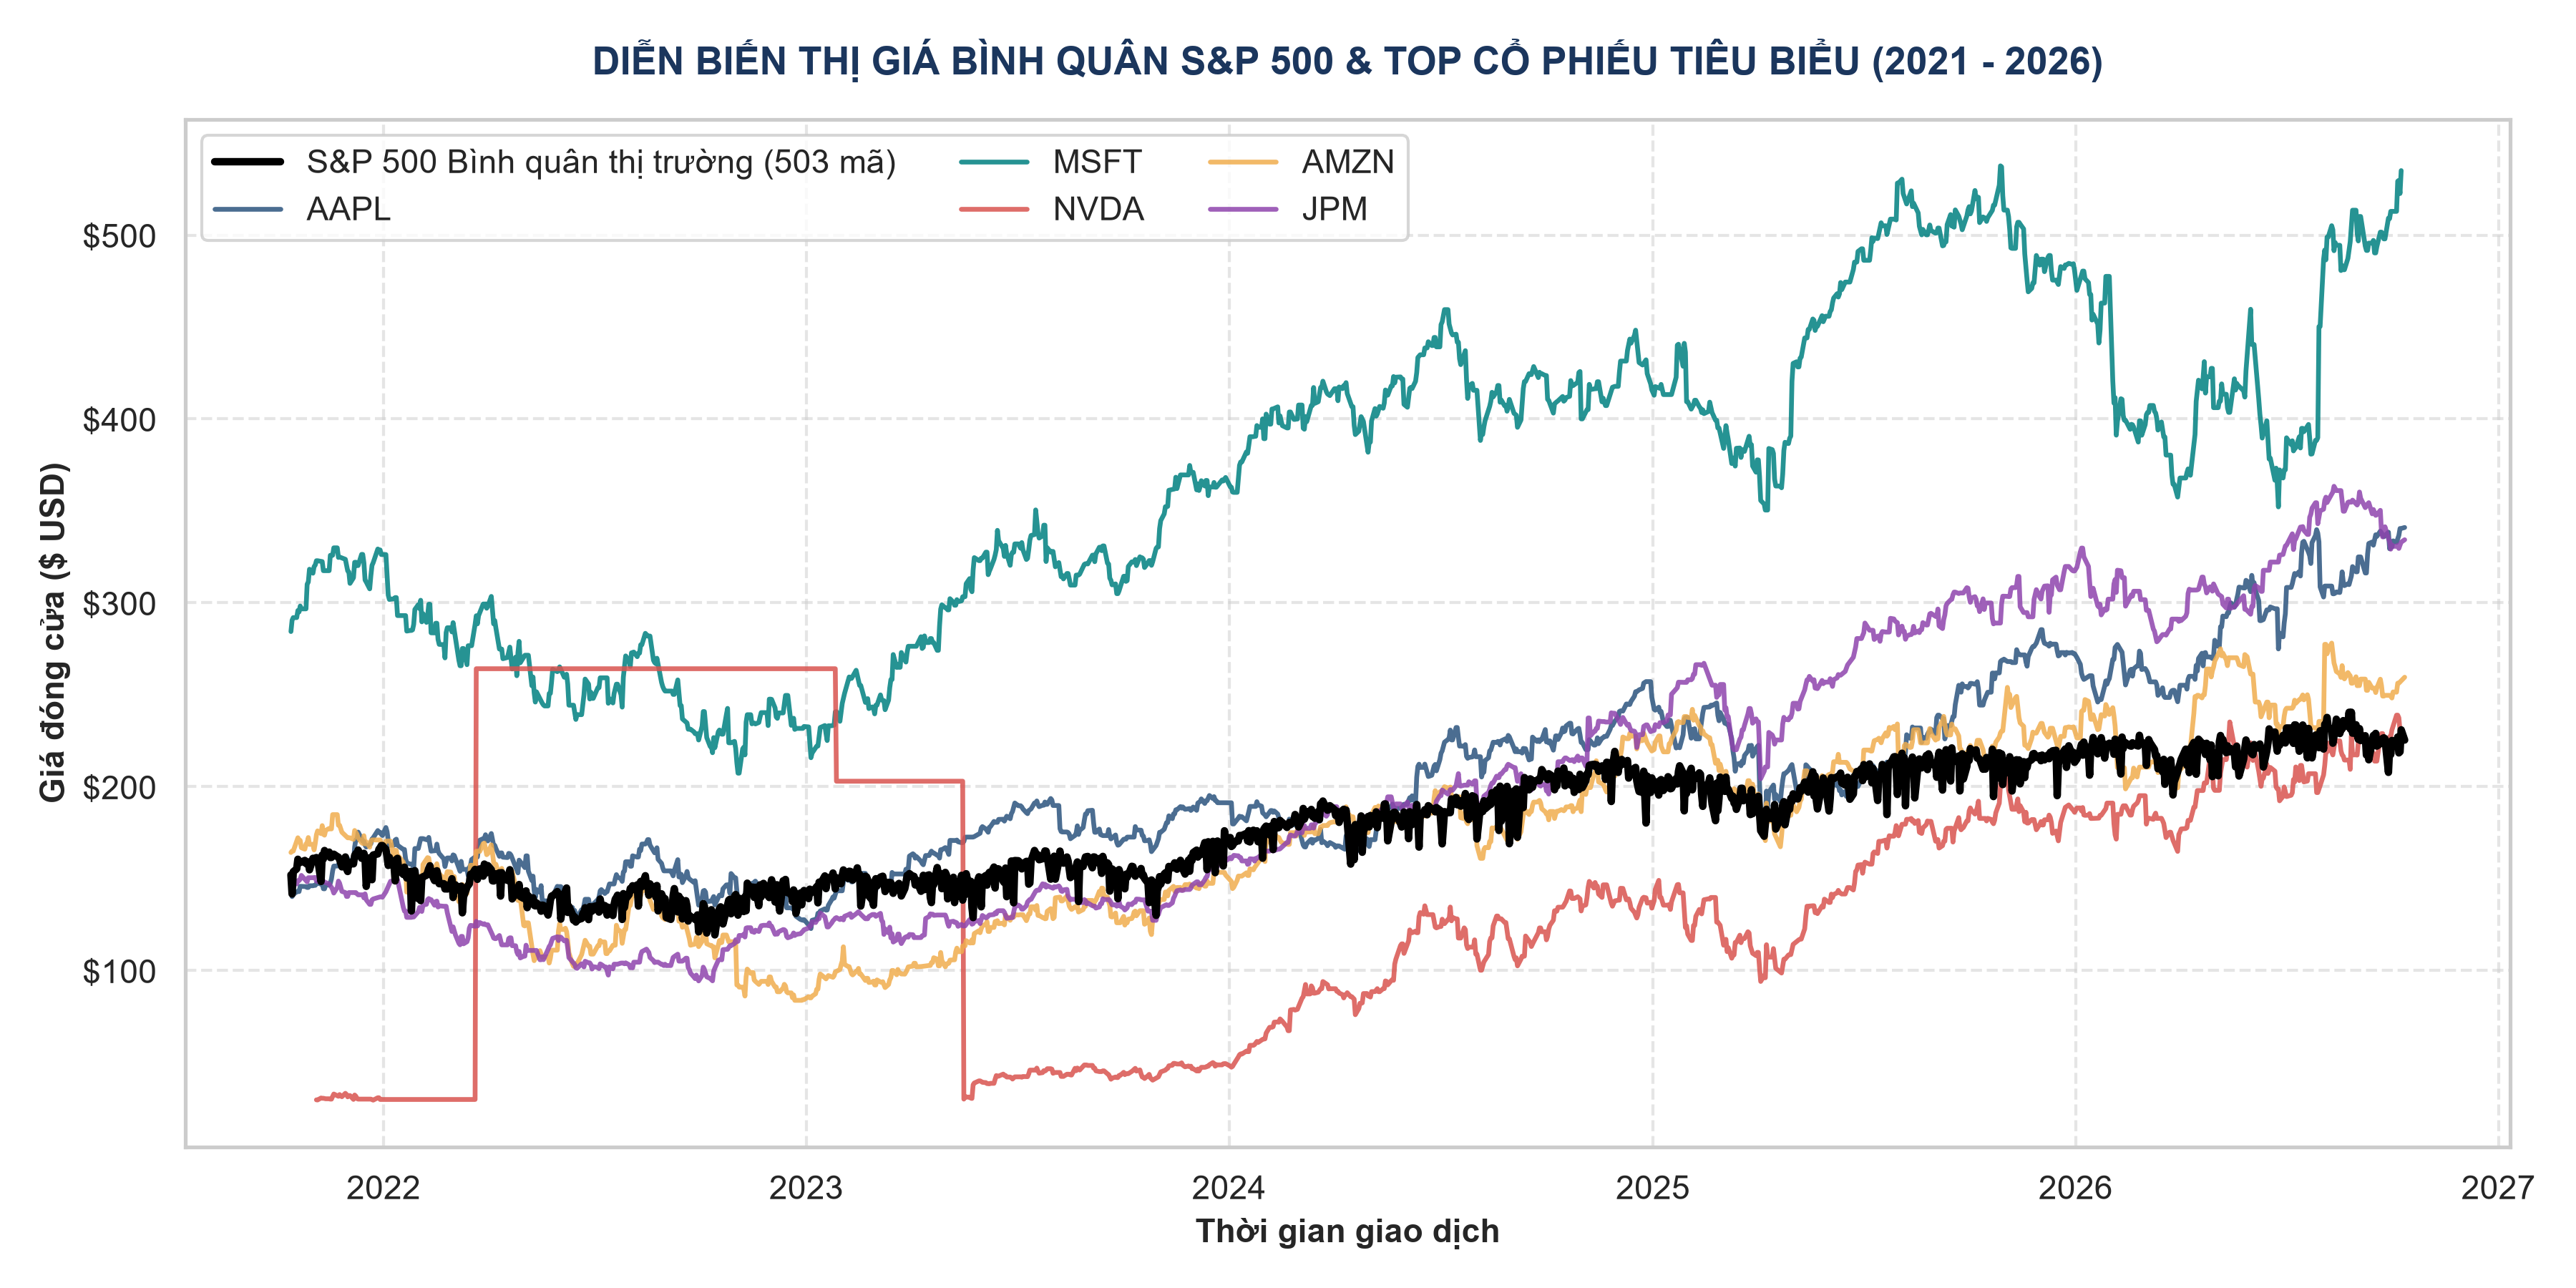 DIỄN BIẾN THỊ GIÁ BÌNH QUÂN S&P 500 & TOP CỔ PHIẾU TIÊU BIỂU (2021 - 2026)
S&P 500 Bình quân thị trường (503 mã)
AAPL
MSFT
NVDA
AMZN
JPM
Giá đóng cửa ($ USD)
$500
$400
$300
$200
$100
2022
2023
2024
2025
2026
2027
Thời gian giao dịch